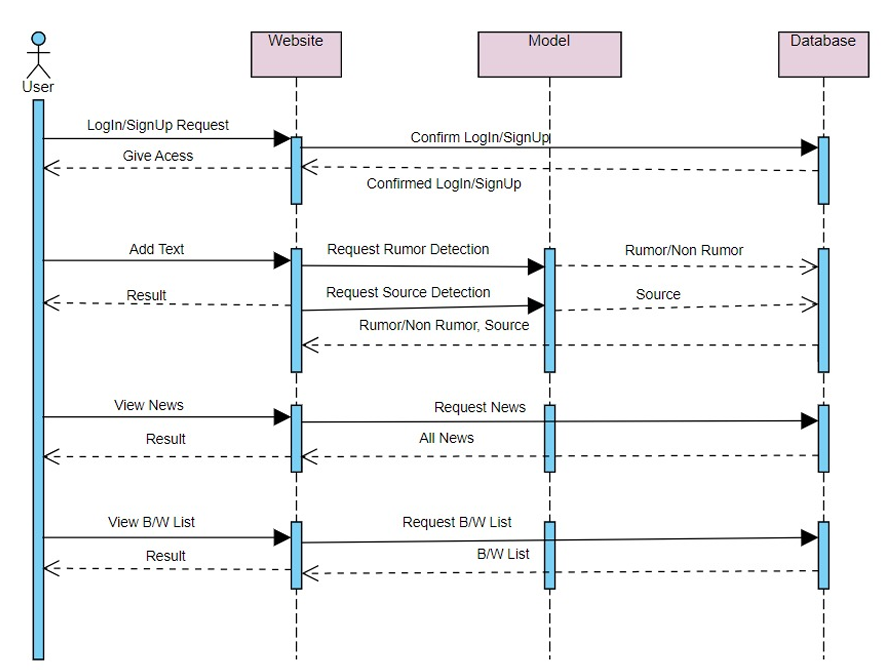 Website
Model
Database
User
LogIn/SignUp Request
Confirm LogIn/SignUp
Give Acess
Confirmed LogIn/SignUp
Add Text
Request Rumor Detection
Rumor/Non Rumor
Result
Request Source Detection
Source
Rumor/Non Rumor, Source
View News
Request News
Result
All News
View B/W List
Request B/W List
Result
B/W List